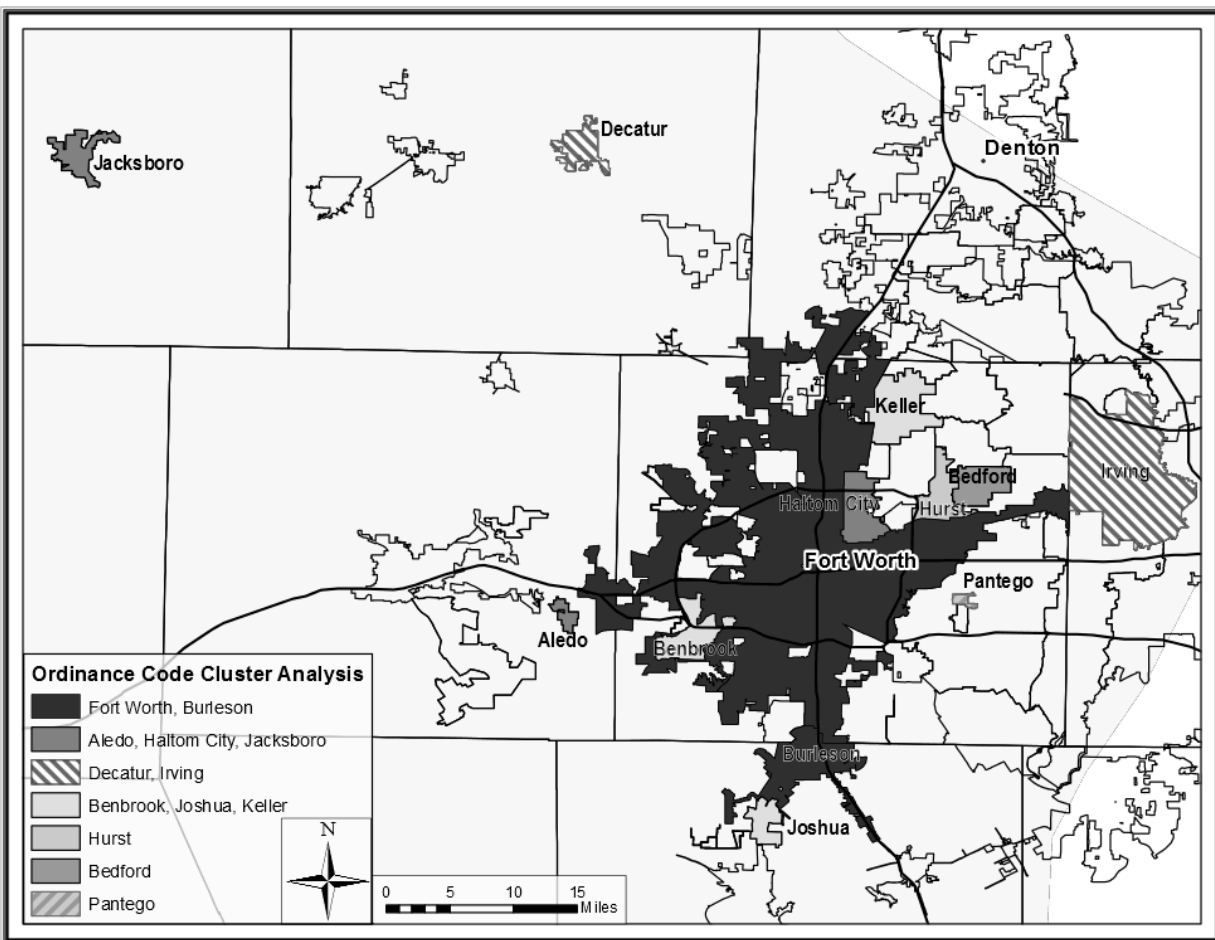 Decatur
Jacksboro
Denton
Keller
Irving
Bedford
Haltom City
Hurst
Fort Worth
Pantego
Aledo
Benbrook
Burleson
Joshua
Ordinance Code Cluster Analysis
Fort Worth, Burleson
Aledo, Haltom City, Jacksboro
Decatur, Irving
Benbrook, Joshua, Keller
Hurst
Bedford
Pantego
N
0 5 10 15
Miles